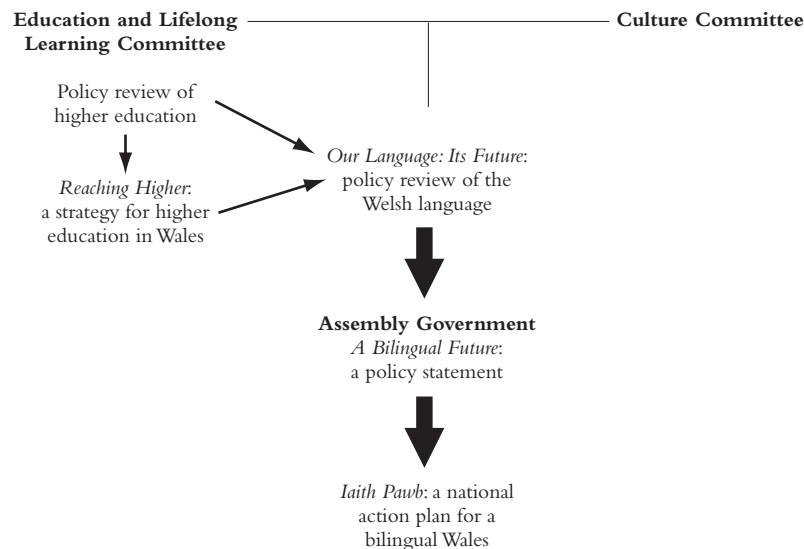 Education and Lifelong
Learning Committee
Culture Committee
Policy review of
higher education
Reaching Higher:
a strategy for higher
education in Wales
Our Language: Its Future:
policy review of the
Welsh language
Assembly Government
A Bilingual Future:
a policy statement
Iaith Pawb: a national
action plan for a
bilingual Wales